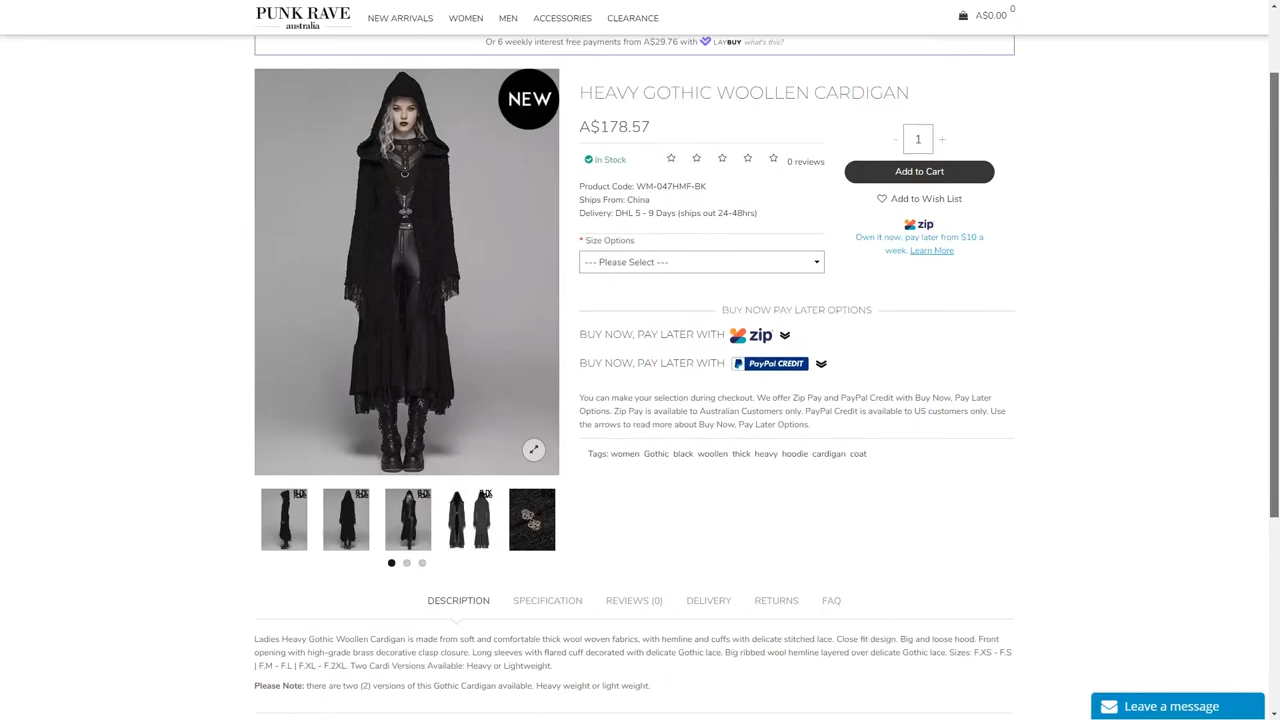 PUNK RAVE
australia
NEW ARRIVALS WOMEN MEN ACCESSORIES CLEARANCE
A$0.00 0
Or 6 weekly interest free payments from A$29.76 with LAYBUY what's this?
NEW
HEAVY GOTHIC WOOLLEN CARDIGAN
A$178.57
In Stock
0 reviews
Product Code: WM-047HMF-BK
Ships From: China
Delivery: DHL 5 - 9 Days (ships out 24-48hrs)
* Size Options
--- Please Select ---
- 1 +
Add to Cart
Add to Wish List
zip
Own it now, pay later from $10 a
week. Learn More
BUY NOW PAY LATER OPTIONS
BUY NOW, PAY LATER WITH zip
BUY NOW, PAY LATER WITH PayPal CREDIT
You can make your selection during checkout. We offer Zip Pay and PayPal Credit with Buy Now, Pay Later
Options. Zip Pay is available to Australian Customers only. PayPal Credit is available to US customers only. Use
the arrows to read more about Buy Now, Pay Later Options.
Tags: women Gothic black woollen thick heavy hoodie cardigan coat
DESCRIPTION SPECIFICATION REVIEWS (0) DELIVERY RETURNS FAQ
Ladies Heavy Gothic Woollen Cardigan is made from soft and comfortable thick wool woven fabrics, with hemline and cuffs with delicate stitched lace. Close fit design. Big and loose hood. Front
opening with high-grade brass decorative clasp closure. Long sleeves with flared cuff decorated with delicate Gothic lace. Big ribbed wool hemline layered over delicate Gothic lace. Sizes: F.XS - F.S
| F.M - F.L | F.XL - F.2XL. Two Cardi Versions Available: Heavy or Lightweight.
Please Note: there are two (2) versions of this Gothic Cardigan available. Heavy weight or light weight.
Leave a message